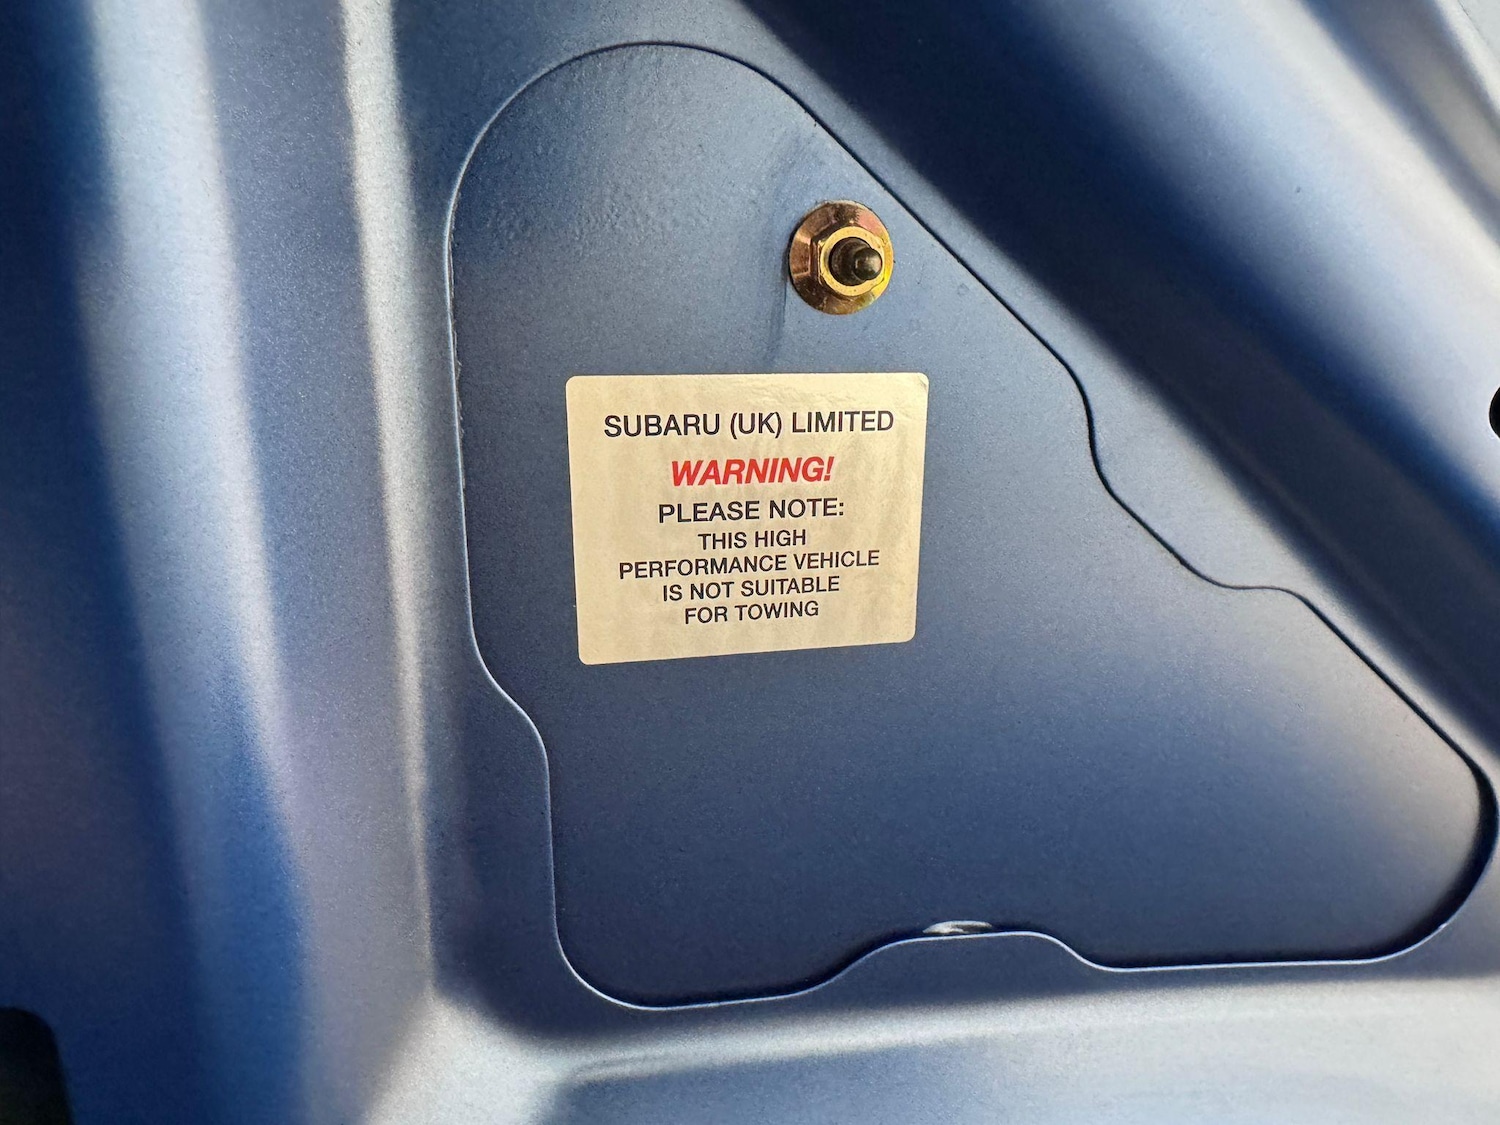 SUBARU (UK) LIMITED
WARNING!
PLEASE NOTE:
THIS HIGH
PERFORMANCE VEHICLE
IS NOT SUITABLE
FOR TOWING